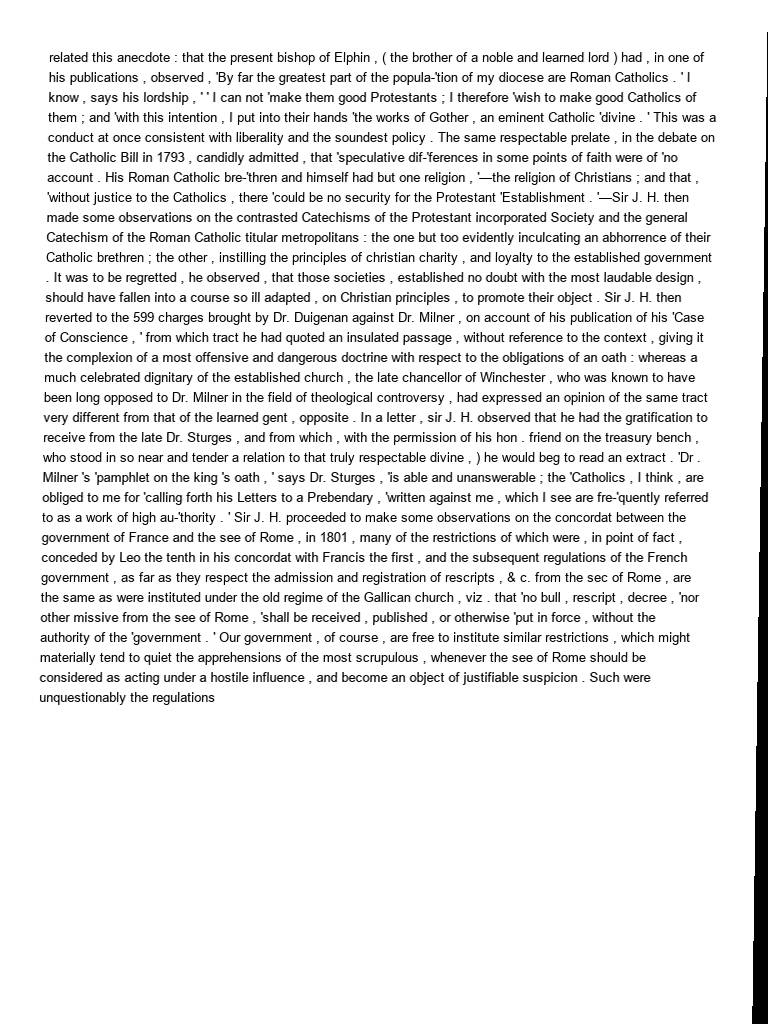 related this anecdote : that the present bishop of Elphin , ( the brother of a noble and learned lord ) had , in one of
his publications , observed , 'By far the greatest part of the popula-'tion of my diocese are Roman Catholics . ' I
know , says his lordship , ' ' I can not 'make them good Protestants ; I therefore 'wish to make good Catholics of
them ; and 'with this intention , I put into their hands 'the works of Gother , an eminent Catholic 'divine . ' This was a
conduct at once consistent with liberality and the soundest policy . The same respectable prelate , in the debate on
the Catholic Bill in 1793 , candidly admitted , that 'speculative dif-'ferences in some points of faith were of 'no
account . His Roman Catholic bre-'thren and himself had but one religion , '—the religion of Christians ; and that ,
'without justice to the Catholics , there 'could be no security for the Protestant 'Establishment . '—Sir J. H. then
made some observations on the contrasted Catechisms of the Protestant incorporated Society and the general
Catechism of the Roman Catholic titular metropolitans : the one but too evidently inculcating an abhorrence of their
Catholic brethren ; the other , instilling the principles of christian charity , and loyalty to the established government
. It was to be regretted , he observed , that those societies , established no doubt with the most laudable design ,
should have fallen into a course so ill adapted , on Christian principles , to promote their object . Sir J. H. then
reverted to the 599 charges brought by Dr. Duigenan against Dr. Milner , on account of his publication of his 'Case
of Conscience , ' from which tract he had quoted an insulated passage , without reference to the context , giving it
the complexion of a most offensive and dangerous doctrine with respect to the obligations of an oath : whereas a
much celebrated dignitary of the established church , the late chancellor of Winchester , who was known to have
been long opposed to Dr. Milner in the field of theological controversy , had expressed an opinion of the same tract
very different from that of the learned gent , opposite . In a letter , sir J. H. observed that he had the gratification to
receive from the late Dr. Sturges , and from which , with the permission of his hon . friend on the treasury bench ,
who stood in so near and tender a relation to that truly respectable divine , ) he would beg to read an extract . 'Dr .
Milner 's 'pamphlet on the king 's oath , ' says Dr. Sturges , 'is able and unanswerable ; the 'Catholics , I think , are
obliged to me for 'calling forth his Letters to a Prebendary , 'written against me , which I see are fre-'quently referred
to as a work of high au-'thority . ' Sir J. H. proceeded to make some observations on the concordat between the
government of France and the see of Rome , in 1801 , many of the restrictions of which were , in point of fact ,
conceded by Leo the tenth in his concordat with Francis the first , and the subsequent regulations of the French
government , as far as they respect the admission and registration of rescripts , & c. from the sec of Rome , are
the same as were instituted under the old regime of the Gallican church , viz . that 'no bull , rescript , decree , 'nor
other missive from the see of Rome , 'shall be received , published , or otherwise 'put in force , without the
authority of the 'government . ' Our government , of course , are free to institute similar restrictions , which might
materially tend to quiet the apprehensions of the most scrupulous , whenever the see of Rome should be
considered as acting under a hostile influence , and become an object of justifiable suspicion . Such were
unquestionably the regulations